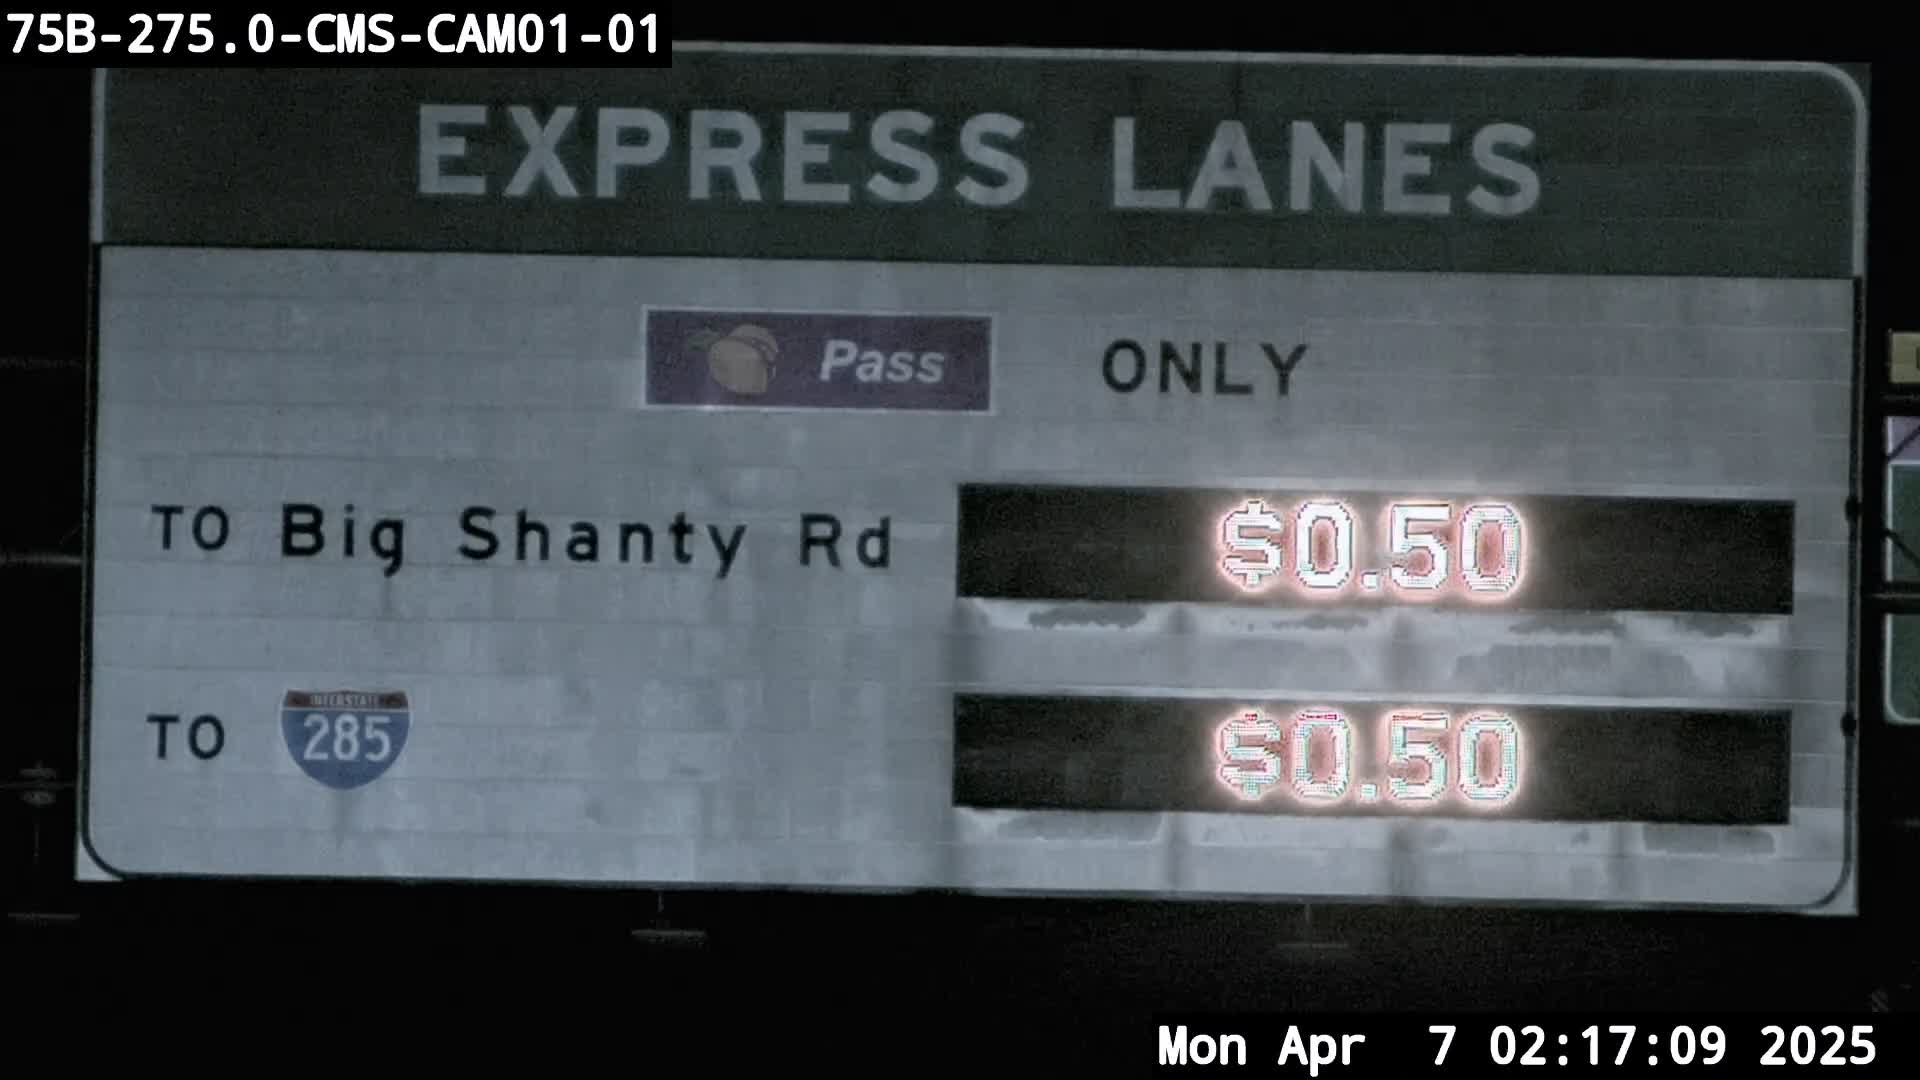 75B-275.0-CMS-CAM01-01
EXPRESS LANES
Pass ONLY
TO Big Shanty Rd $0.50
INTERSTATE
TO 285 $0.50
Mon Apr 7 02:17:09 2025